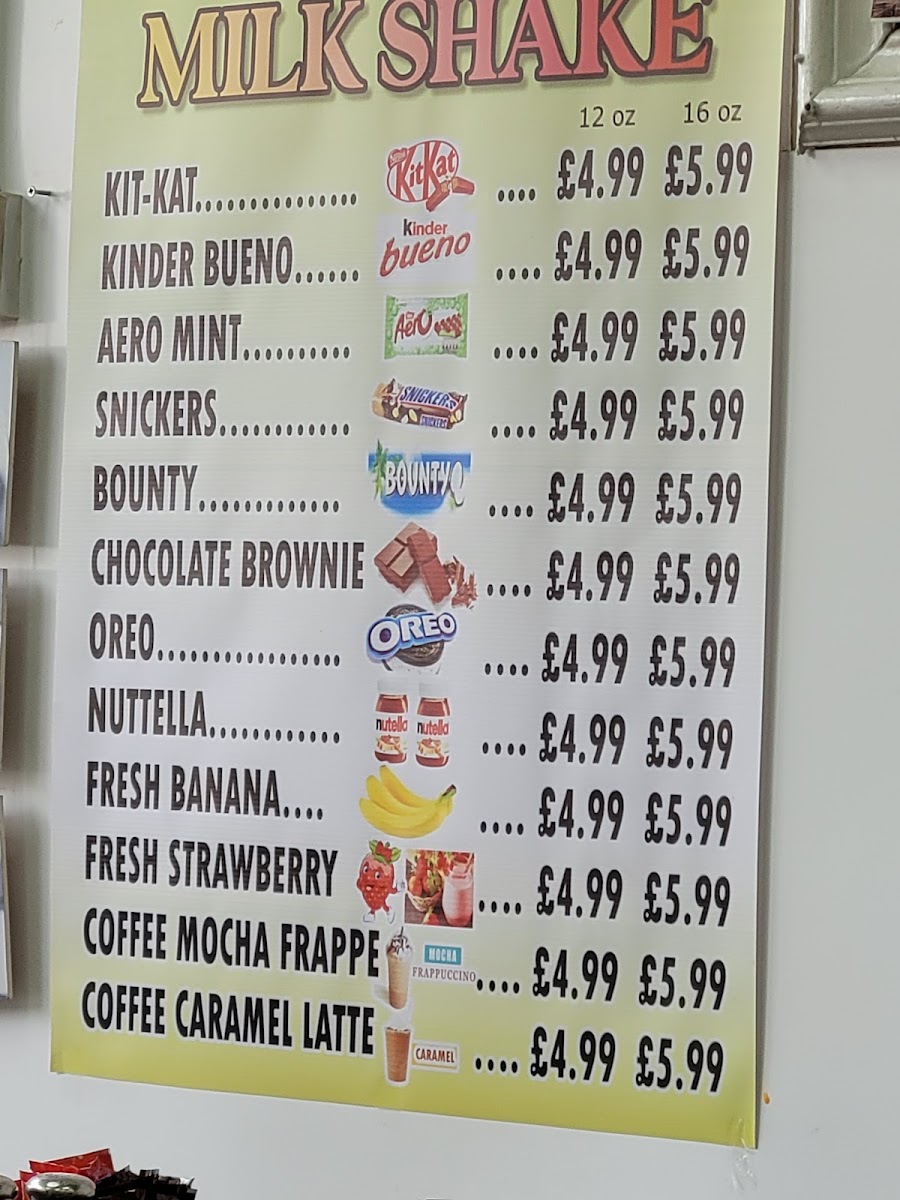 MILK SHAKE
12 oz 16 oz
KIT-KAT............... Nestle KitKat .... £4.99 £5.99
KINDER BUENO...... kinder bueno .... £4.99 £5.99
AERO MINT.......... Aero .... £4.99 £5.99
SNICKERS............ SNICKERS SNICKERS .... £4.99 £5.99
BOUNTY............. BOUNTY .... £4.99 £5.99
CHOCOLATE BROWNIE .... £4.99 £5.99
OREO................. OREO .... £4.99 £5.99
NUTTELLA............ nutella nutella .... £4.99 £5.99
FRESH BANANA.... .... £4.99 £5.99
FRESH STRAWBERRY .... £4.99 £5.99
COFFEE MOCHA FRAPPE MOCHA FRAPPUCCINO .... £4.99 £5.99
COFFEE CARAMEL LATTE CARAMEL .... £4.99 £5.99